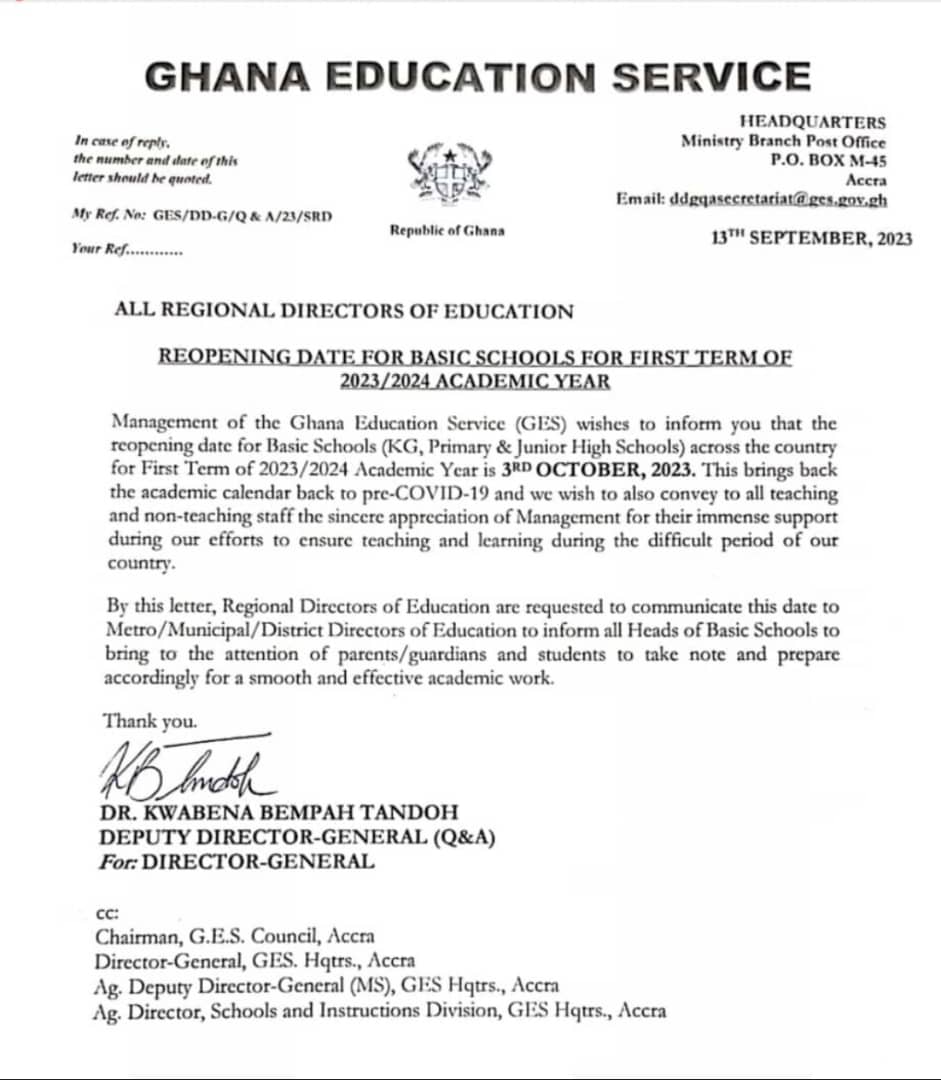 GHANA EDUCATION SERVICE
In case of reply,
the number and date of this
letter should be quoted.
My Ref. No: GES/DD-G/Q & A/23/SRD
Your Ref............
Republic of Ghana
HEADQUARTERS
Ministry Branch Post Office
P.O. BOX M-45
Accra
Email: ddgqasecretariat@ges.gov.gh
13TH SEPTEMBER, 2023
ALL REGIONAL DIRECTORS OF EDUCATION
REOPENING DATE FOR BASIC SCHOOLS FOR FIRST TERM OF
2023/2024 ACADEMIC YEAR
Management of the Ghana Education Service (GES) wishes to inform you that the
reopening date for Basic Schools (KG, Primary & Junior High Schools) across the country
for First Term of 2023/2024 Academic Year is 3RD OCTOBER, 2023. This brings back
the academic calendar back to pre-COVID-19 and we wish to also convey to all teaching
and non-teaching staff the sincere appreciation of Management for their immense support
during our efforts to ensure teaching and learning during the difficult period of our
country.
By this letter, Regional Directors of Education are requested to communicate this date to
Metro/Municipal/District Directors of Education to inform all Heads of Basic Schools to
bring to the attention of parents/guardians and students to take note and prepare
accordingly for a smooth and effective academic work.
Thank you.
KB Tandoh
DR. KWABENA BEMPAH TANDOH
DEPUTY DIRECTOR-GENERAL (Q&A)
For: DIRECTOR-GENERAL
cc:
Chairman, G.E.S. Council, Accra
Director-General, GES. Hqtrs., Accra
Ag. Deputy Director-General (MS), GES Hqtrs., Accra
Ag. Director, Schools and Instructions Division, GES Hqtrs., Accra